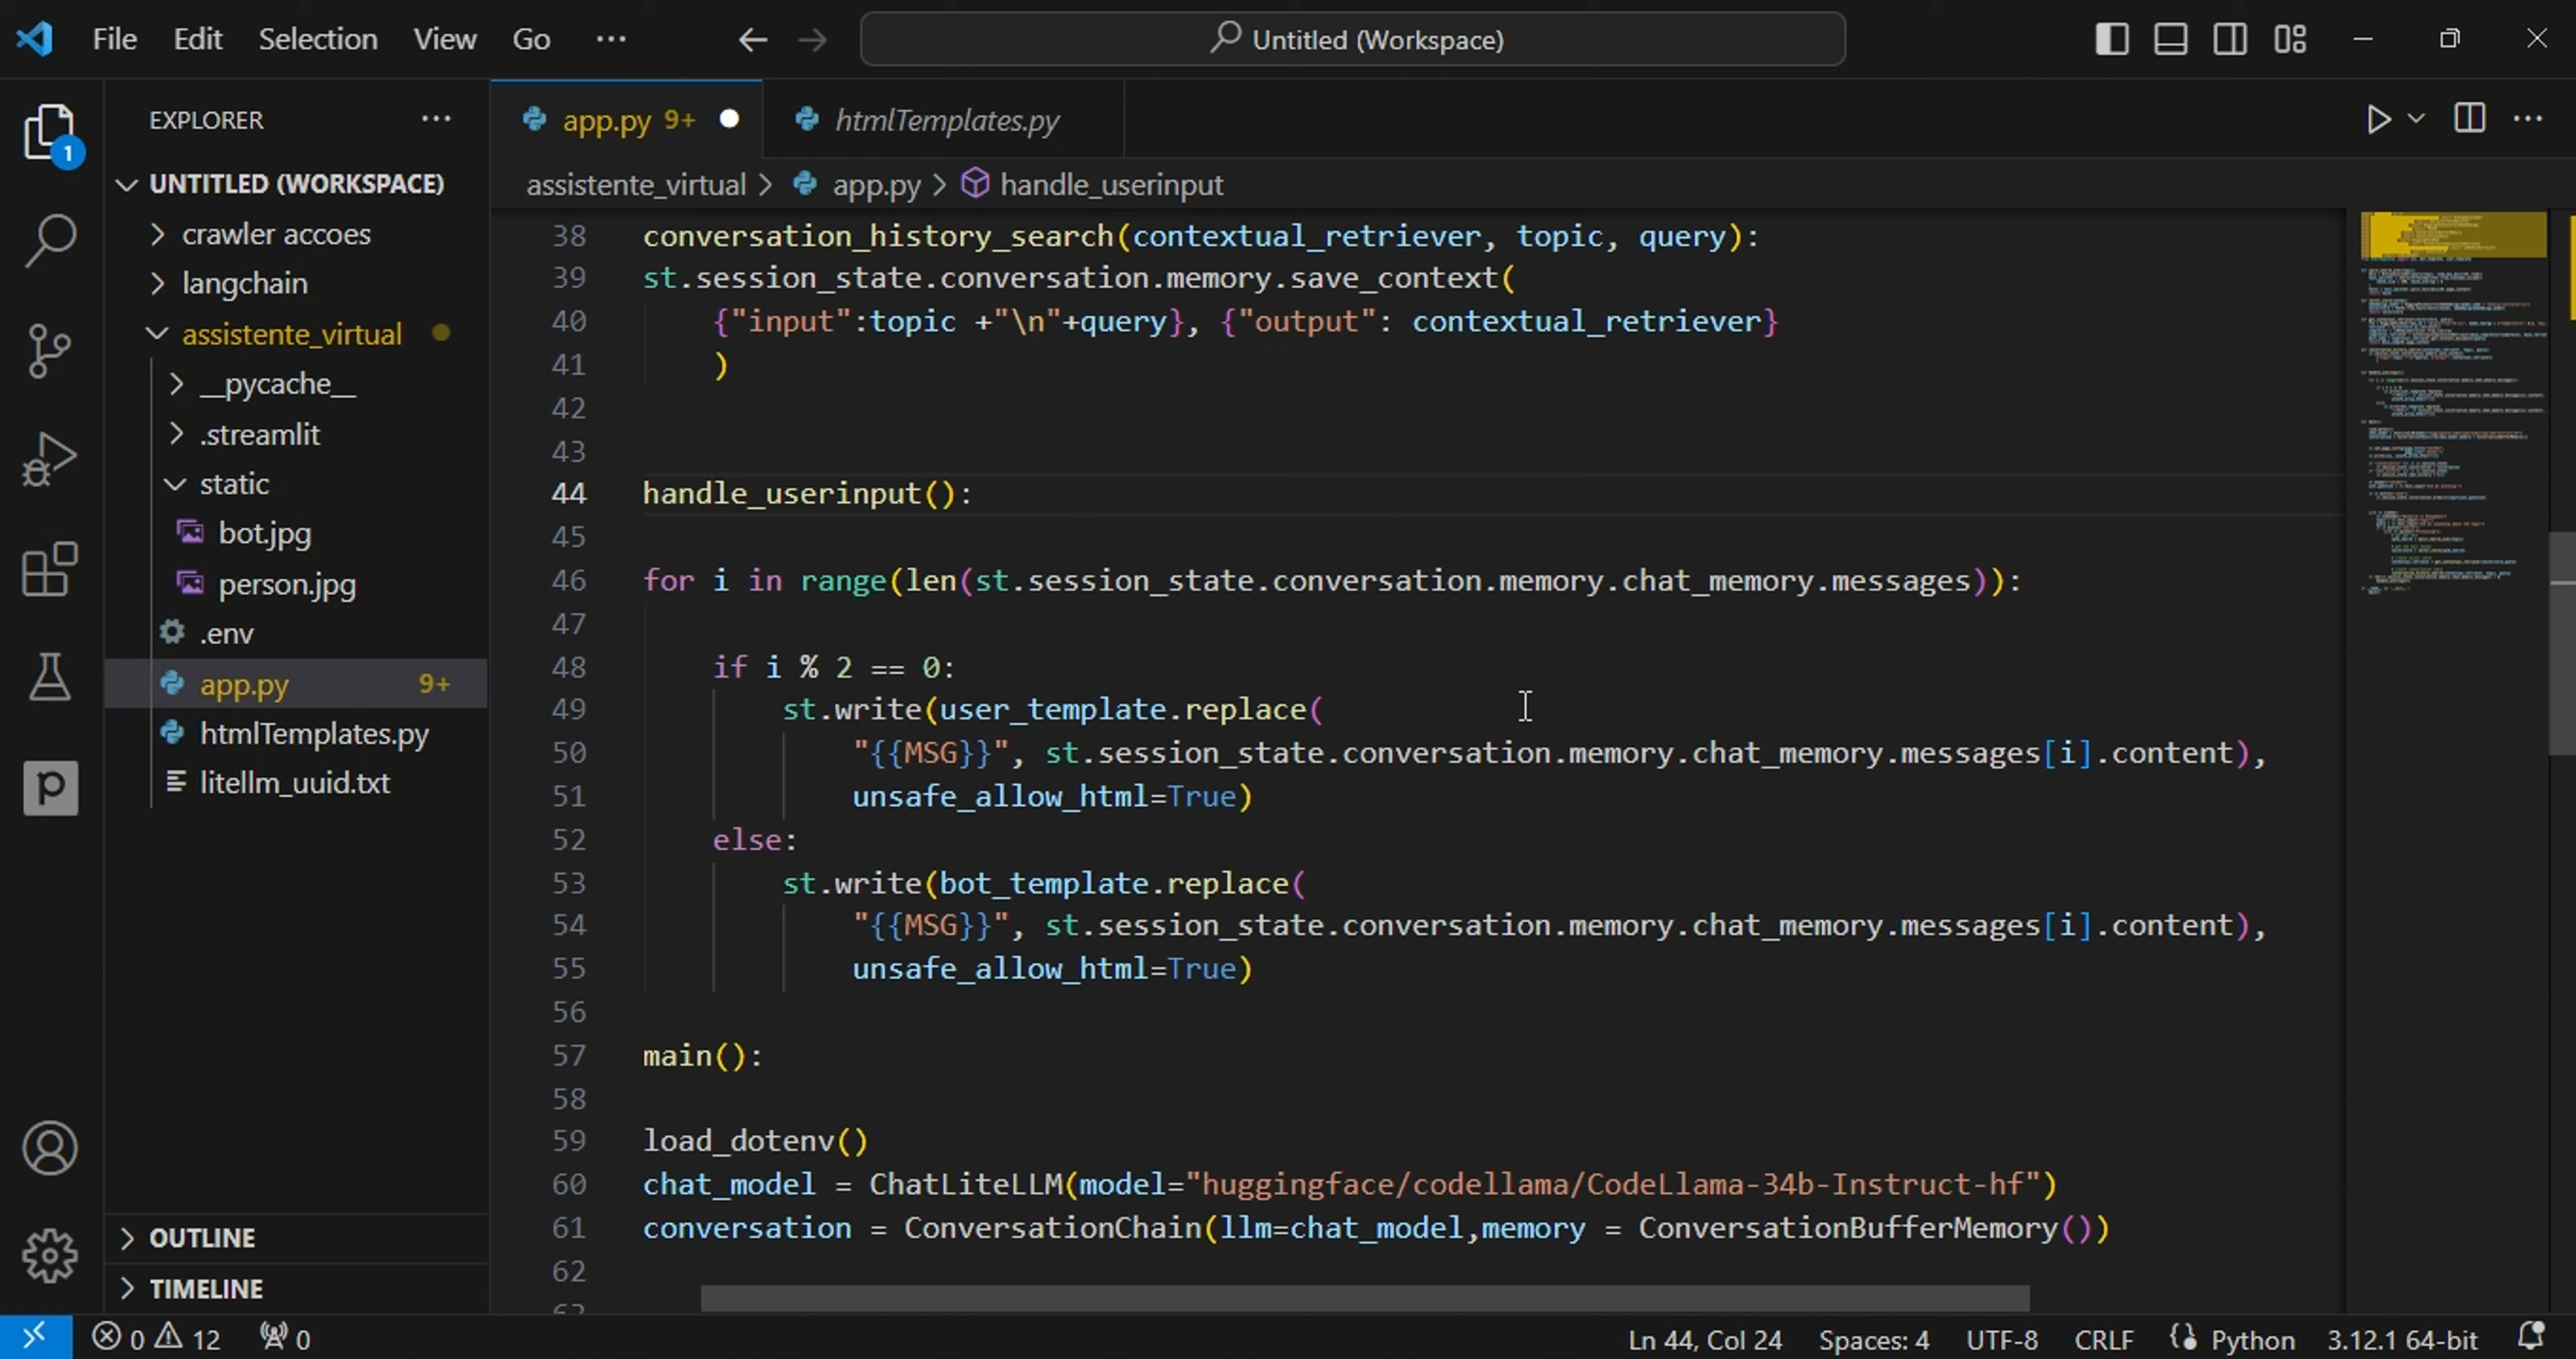 File Edit Selection View Go ··· Untitled (Workspace)
EXPLORER ···
1
UNTITLED (WORKSPACE)
crawler accoes
langchain
assistente_virtual
__pycache__
.streamlit
static
bot.jpg
person.jpg
.env
app.py 9+
htmlTemplates.py
litellm_uuid.txt
OUTLINE
TIMELINE
app.py 9+ htmlTemplates.py
assistente_virtual > app.py > handle_userinput
38 conversation_history_search(contextual_retriever, topic, query):
39 st.session_state.conversation.memory.save_context(
40 {"input":topic +"\n"+query}, {"output": contextual_retriever}
41 )
42
43
44 handle_userinput():
45
46 for i in range(len(st.session_state.conversation.memory.chat_memory.messages)):
47
48 if i % 2 == 0:
49 st.write(user_template.replace(
50 "{{MSG}}", st.session_state.conversation.memory.chat_memory.messages[i].content),
51 unsafe_allow_html=True)
52 else:
53 st.write(bot_template.replace(
54 "{{MSG}}", st.session_state.conversation.memory.chat_memory.messages[i].content),
55 unsafe_allow_html=True)
56
57 main():
58
59 load_dotenv()
60 chat_model = ChatLiteLLM(model="huggingface/codellama/CodeLlama-34b-Instruct-hf")
61 conversation = ConversationChain(llm=chat_model,memory = ConversationBufferMemory())
62
0 12 0 Ln 44, Col 24 Spaces: 4 UTF-8 CRLF Python 3.12.1 64-bit